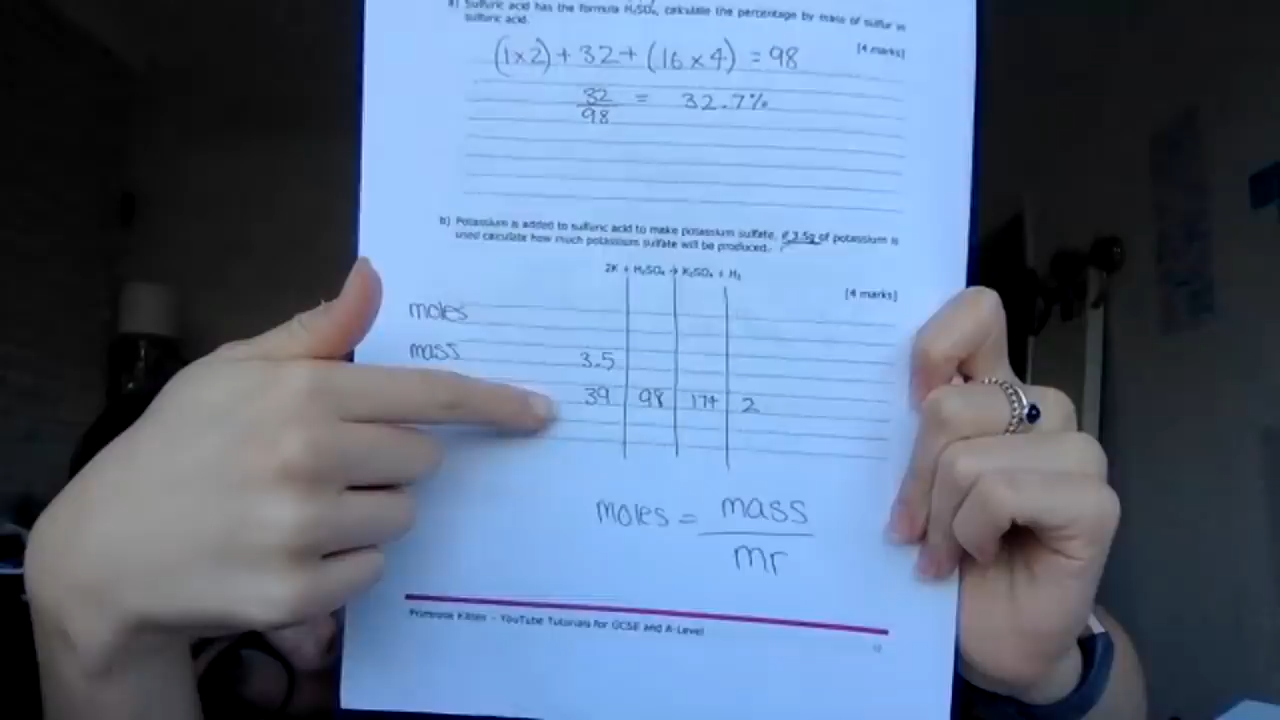 a) Sulfuric acid has the formula H₂SO₄, calculate the percentage by mass of sulfur in
sulfuric acid.
[4 marks]
(1x2) + 32 + (16 x 4) = 98
32/98 = 32.7%
b) Potassium is added to sulfuric acid to make potassium sulfate, if 3.5g of potassium is
used calculate how much potassium sulfate will be produced.
2K + H₂SO₄ → K₂SO₄ + H₂
[4 marks]
moles
mass 3.5
39 98 174 2
moles = mass/mr
Primrose Kitten - YouTube Tutorials for GCSE and A-Level